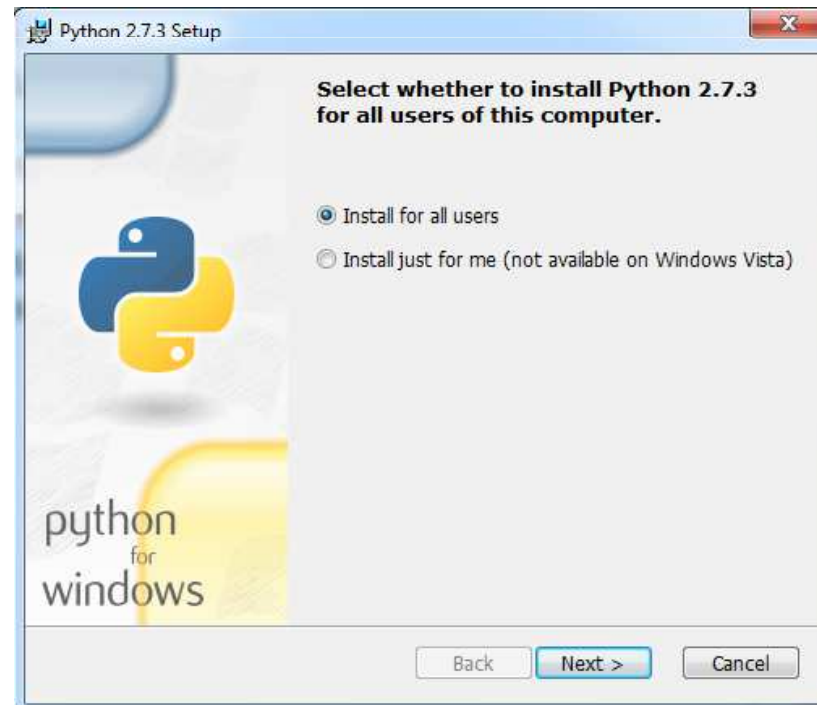 Python 2.7.3 Setup
Select whether to install Python 2.7.3
for all users of this computer.
Install for all users
Install just for me (not available on Windows Vista)
python
for
windows
Back
Next >
Cancel